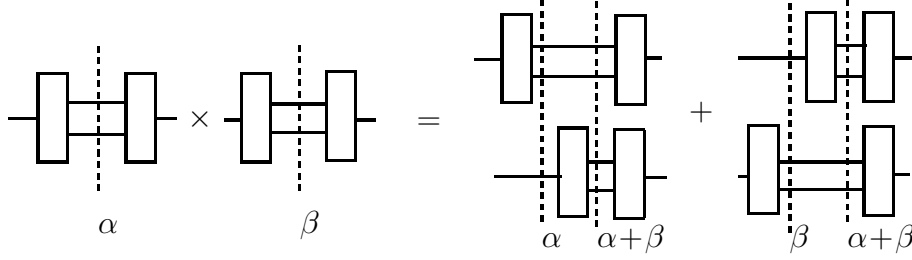 × = +
α β α α+β β α+β